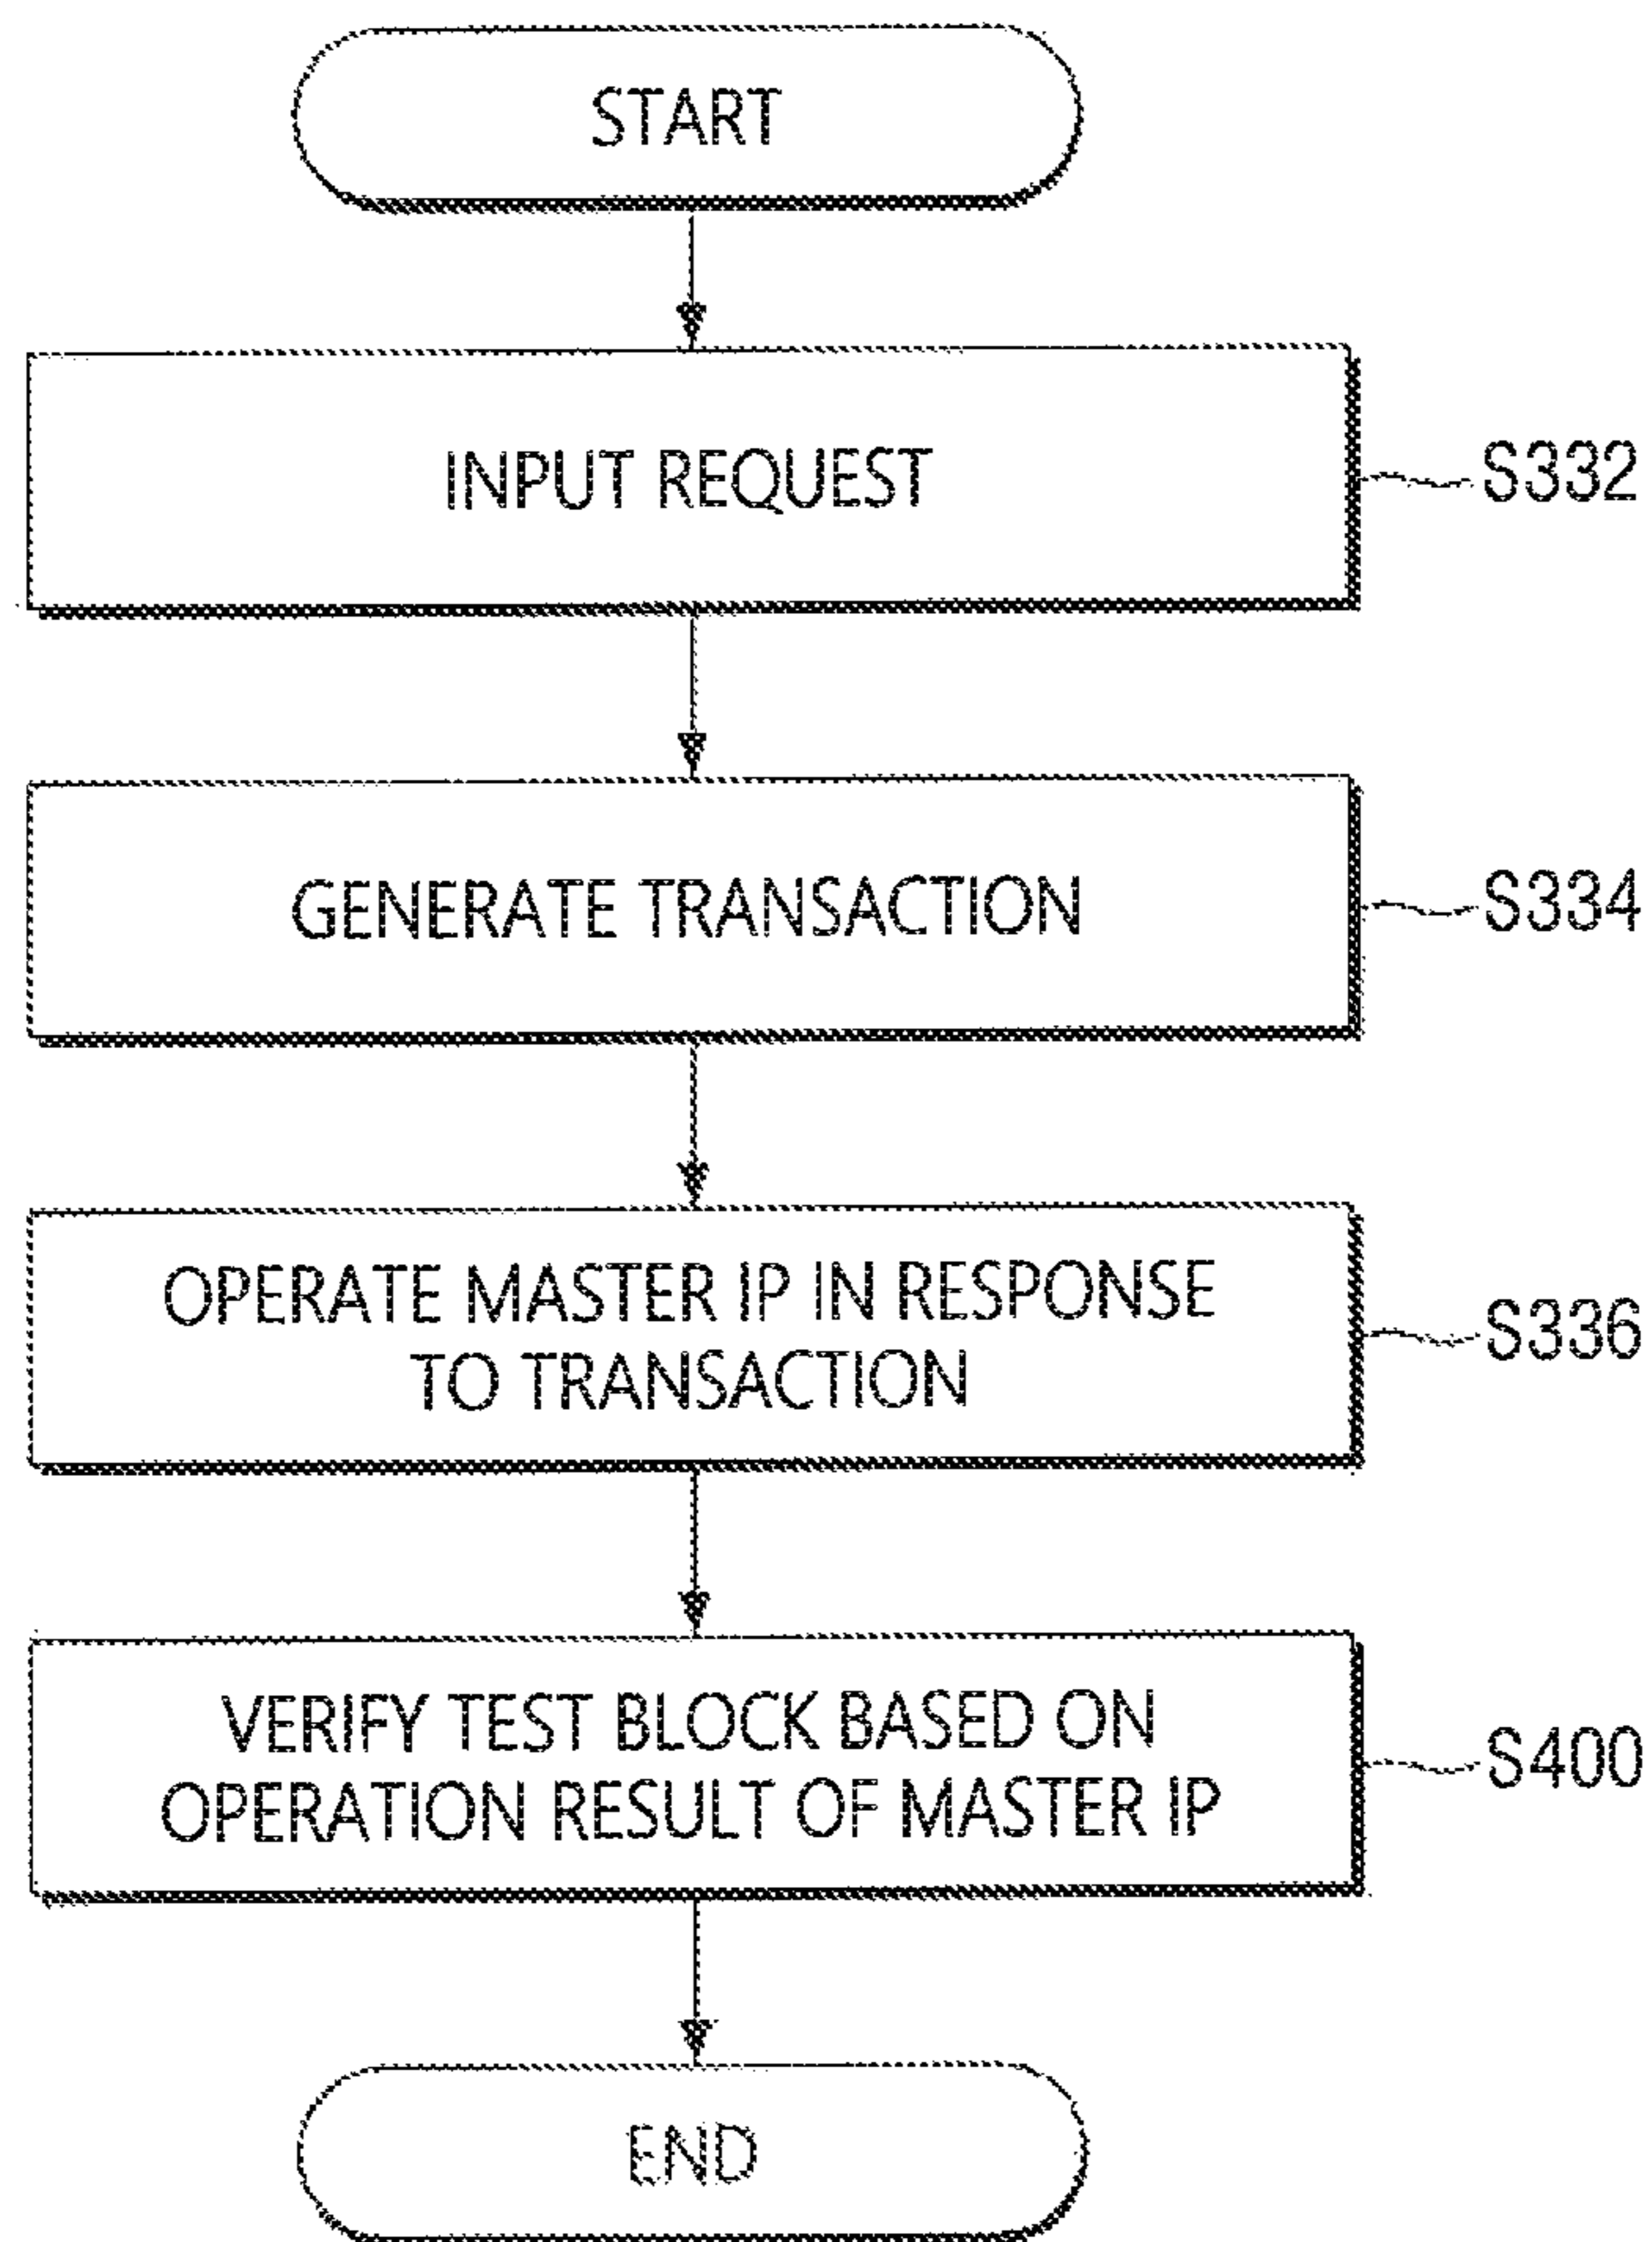 START
INPUT REQUEST
S332
GENERATE TRANSACTION
S334
OPERATE MASTER IP IN RESPONSE
TO TRANSACTION
S336
VERIFY TEST BLOCK BASED ON
OPERATION RESULT OF MASTER IP
S400
END